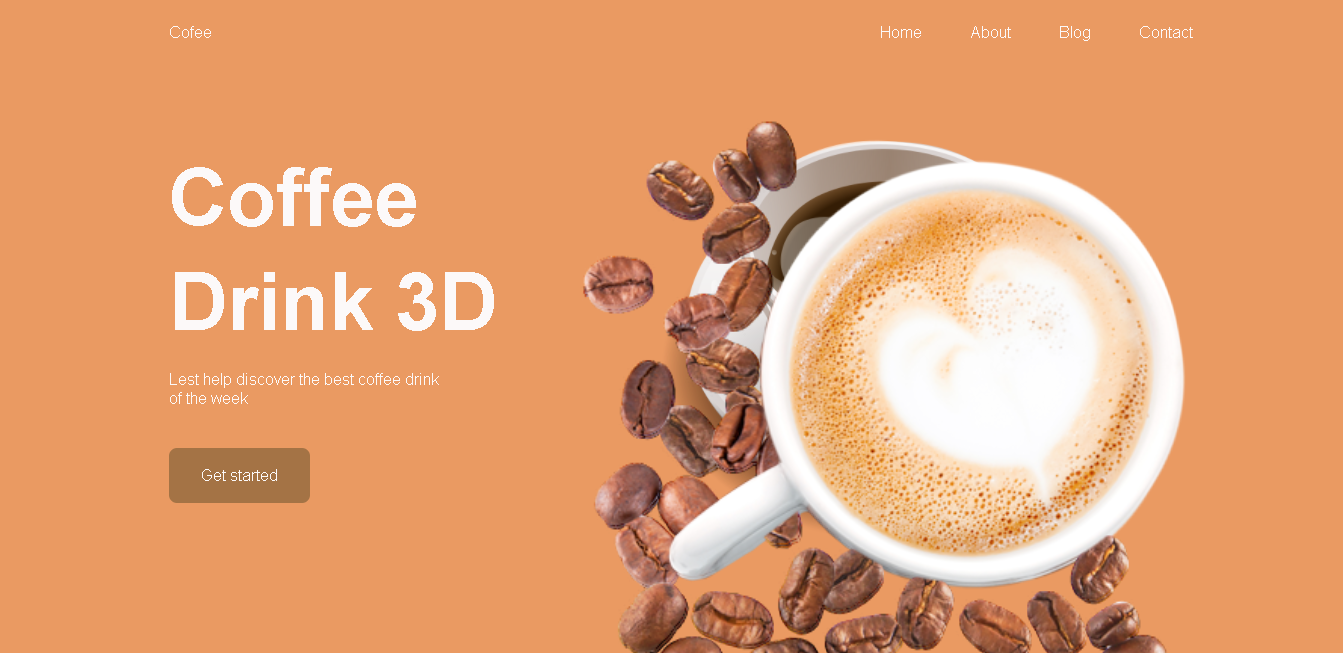 Cofee
Home About Blog Contact
Coffee
Drink 3D
Lest help discover the best coffee drink
of the week
Get started